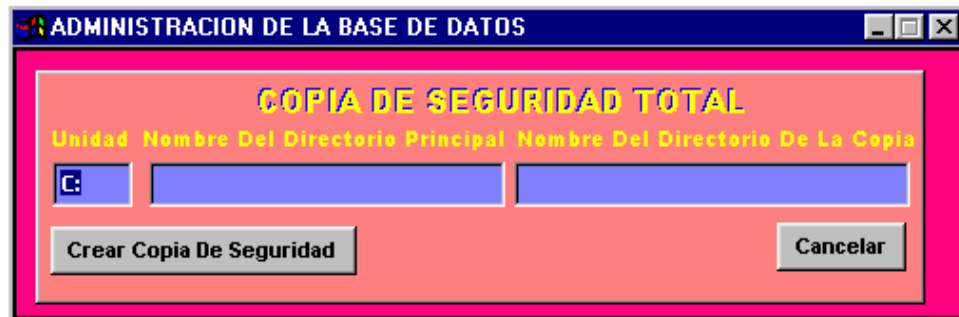 ADMINISTRACION DE LA BASE DE DATOS
COPIA DE SEGURIDAD TOTAL
Unidad Nombre Del Directorio Principal Nombre Del Directorio De La Copia
C:
Crear Copia De Seguridad Cancelar